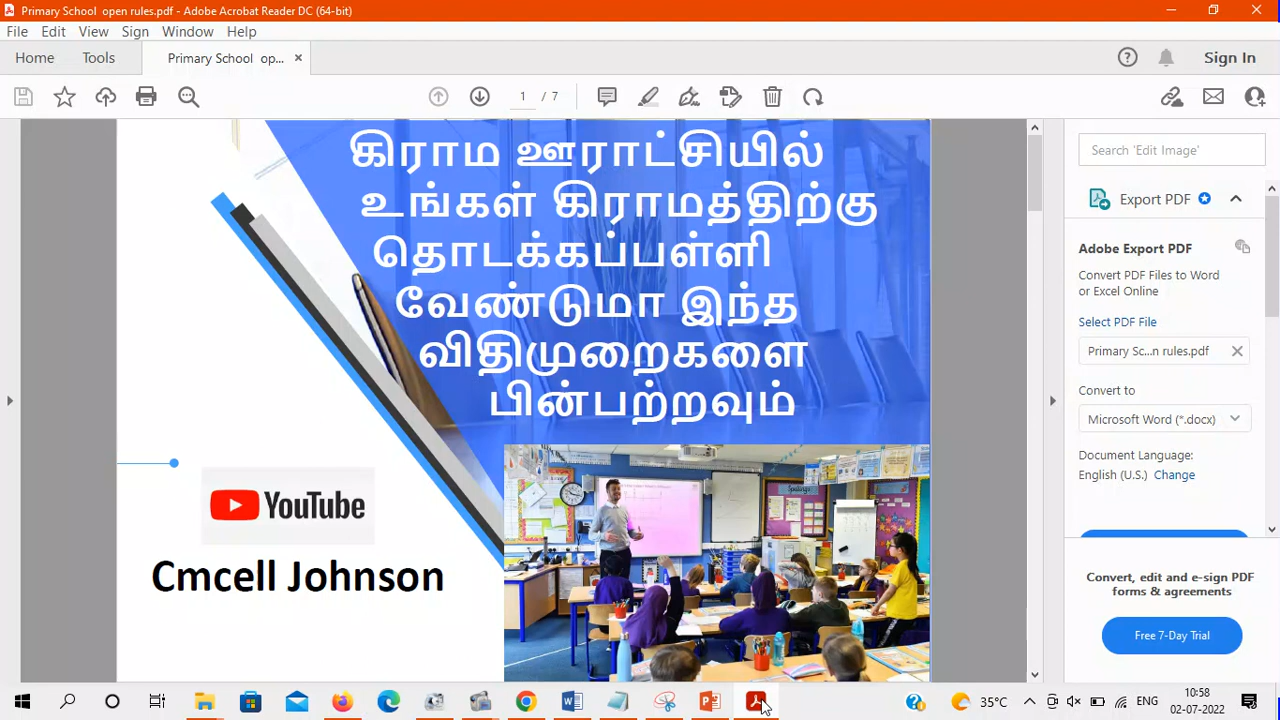 Primary School open rules.pdf - Adobe Acrobat Reader DC (64-bit)
File Edit View Sign Window Help
Home Tools Primary School op... Sign In
1 / 7
கிராம ஊராட்சியில்
உங்கள் கிராமத்திற்கு
தொடக்கப்பள்ளி
வேண்டுமா இந்த
விதிமுறைகளை
பின்பற்றவும்
YouTube
Cmcell Johnson
Search 'Edit Image'
Export PDF
Adobe Export PDF
Convert PDF Files to Word
or Excel Online
Select PDF File
Primary Sc...n rules.pdf
Convert to
Microsoft Word (*.docx)
Document Language:
English (U.S.) Change
Convert, edit and e-sign PDF
forms & agreements
Free 7-Day Trial
35°C ENG 10:58
02-07-2022